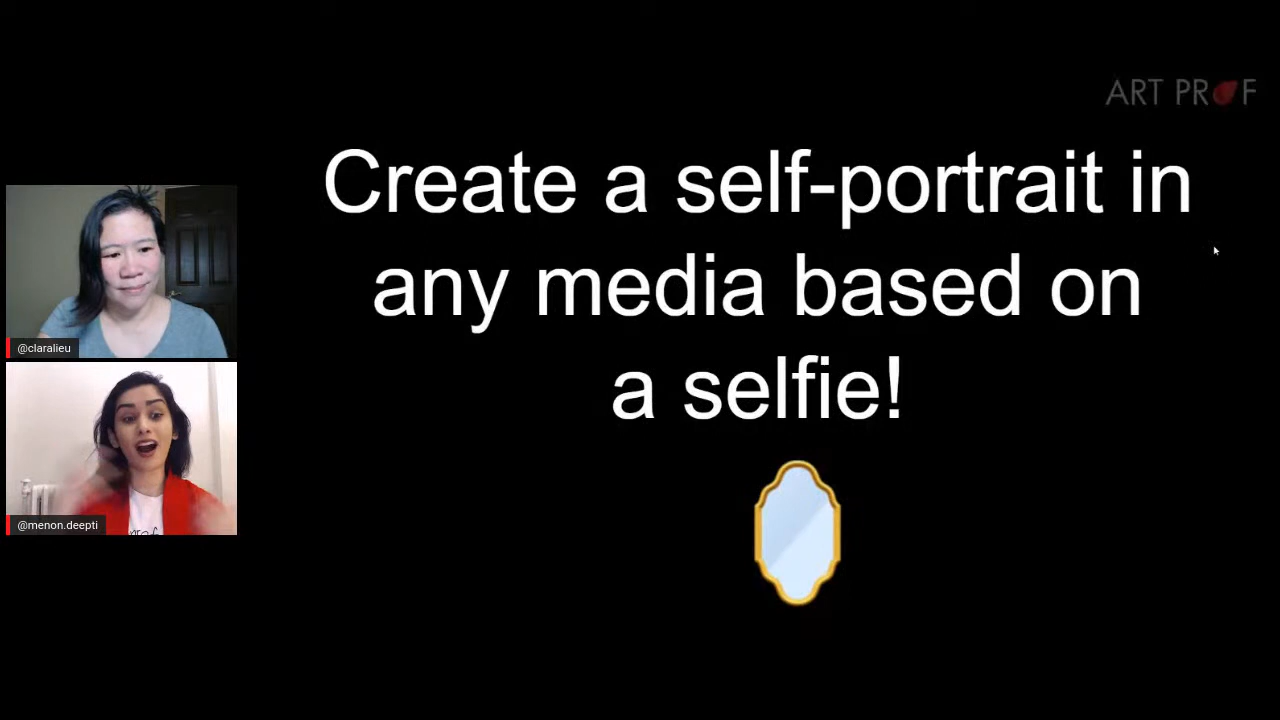 ART PROF
Create a self-portrait in
any media based on
a selfie!
@claralieu
@menon.deepti